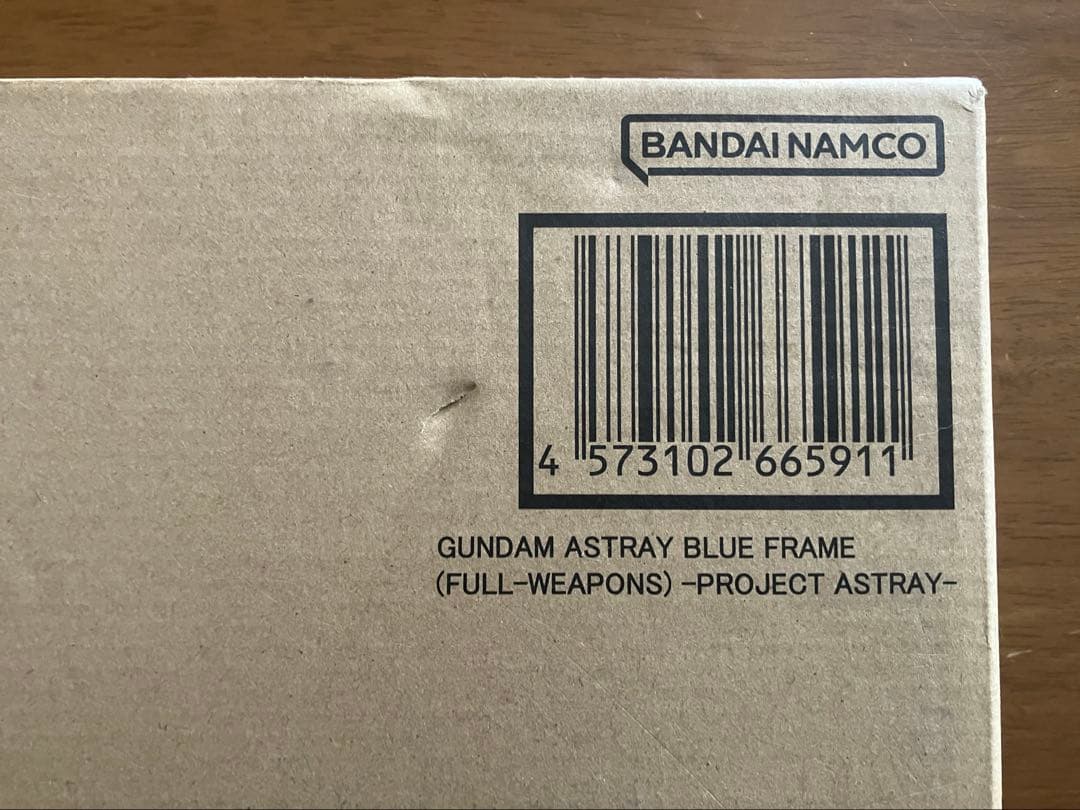 BANDAI NAMCO
4 573102 665911
GUNDAM ASTRAY BLUE FRAME
(FULL-WEAPONS) -PROJECT ASTRAY-